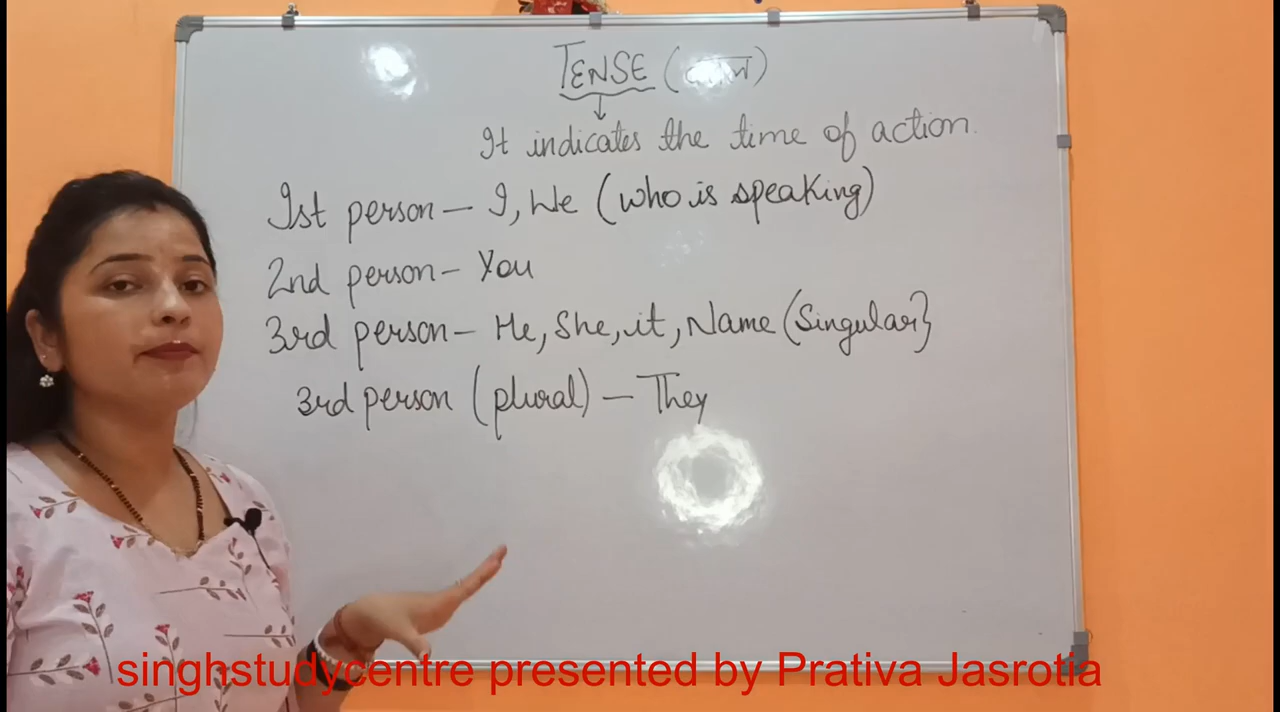 TENSE
It indicates the time of action.
Ist person – I, We (who is speaking)
2nd person – You
3rd person – He, She, it, Name (Singular}
3rd person (plural) – They
singhstudycentre presented by Prativa Jasrotia